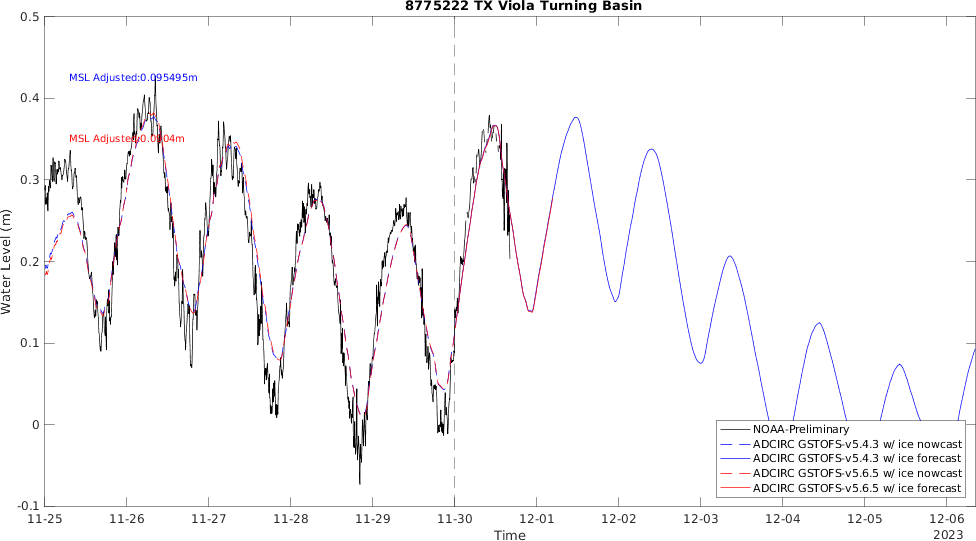 8775222 TX Viola Turning Basin
0.5
0.4
0.3
0.2
0.1
0
-0.1
Water Level (m)
MSL Adjusted:0.095495m
MSL Adjusted:0.0904m
NOAA-Preliminary
ADCIRC GSTOFS-v5.4.3 w/ ice nowcast
ADCIRC GSTOFS-v5.4.3 w/ ice forecast
ADCIRC GSTOFS-v5.6.5 w/ ice nowcast
ADCIRC GSTOFS-v5.6.5 w/ ice forecast
11-25 11-26 11-27 11-28 11-29 11-30 12-01 12-02 12-03 12-04 12-05 12-06
Time
2023